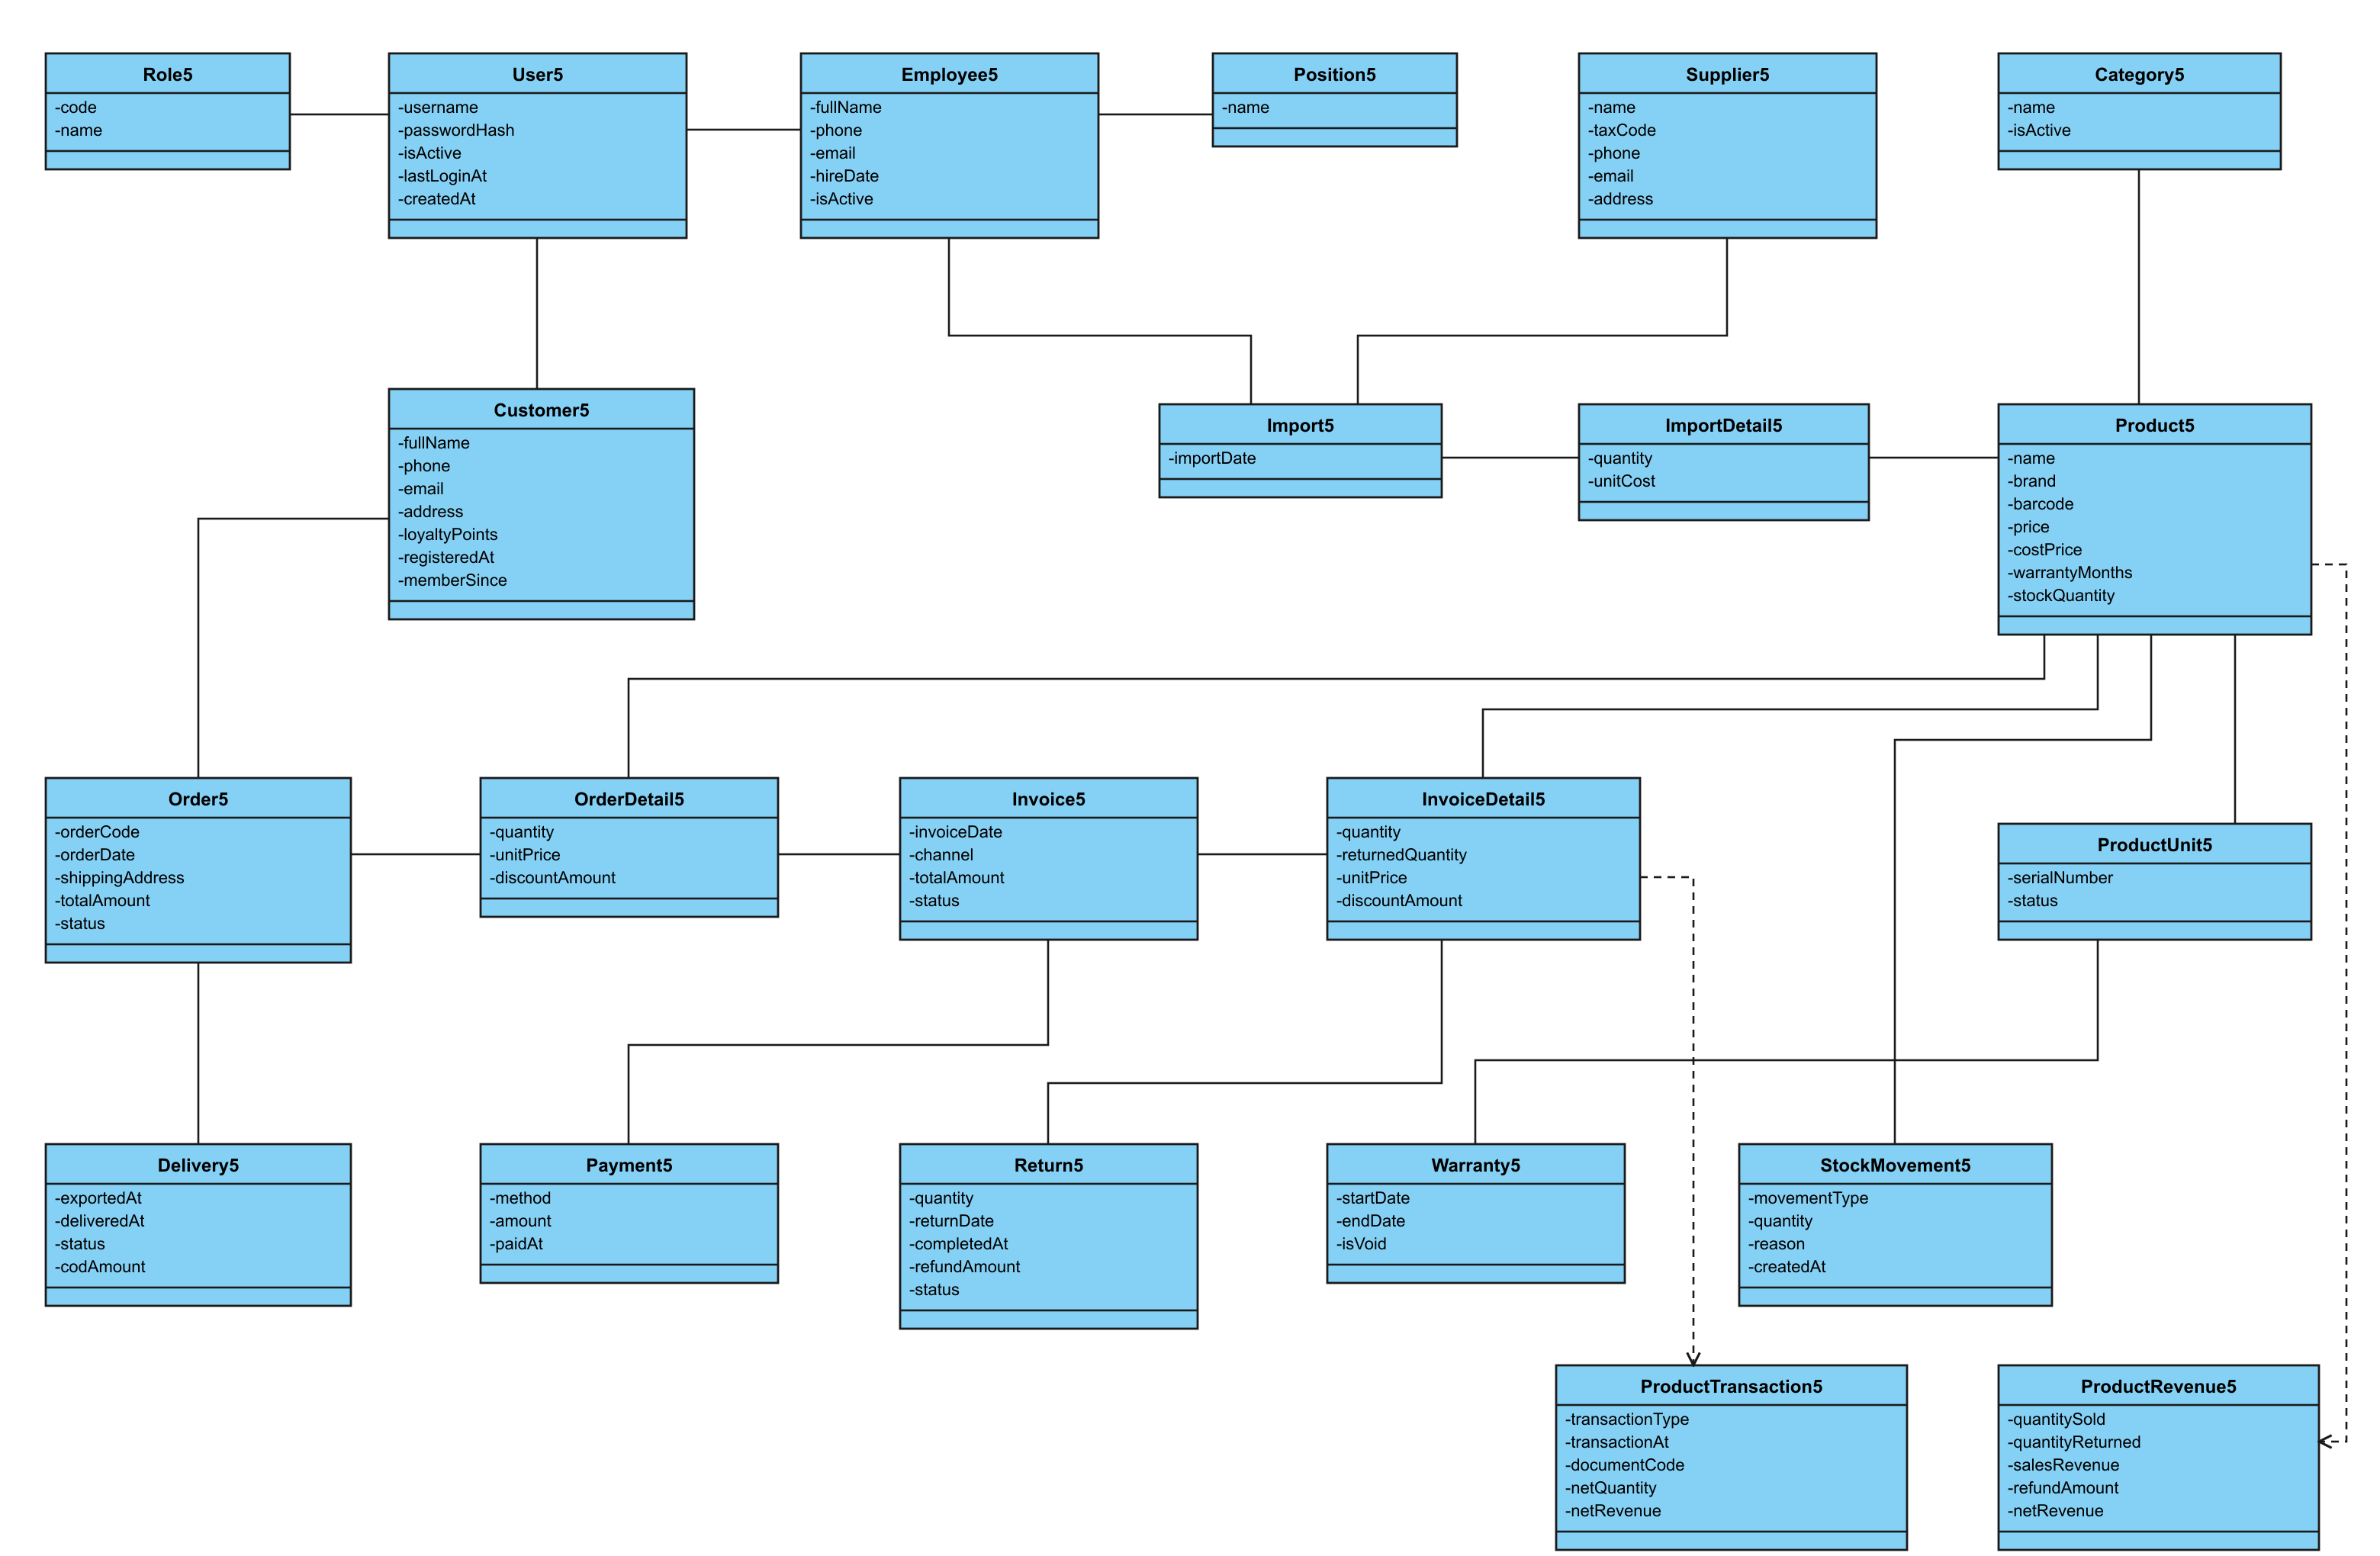 Role5
-code
-name
User5
-username
-passwordHash
-isActive
-lastLoginAt
-createdAt
Employee5
-fullName
-phone
-email
-hireDate
-isActive
Position5
-name
Supplier5
-name
-taxCode
-phone
-email
-address
Category5
-name
-isActive
Customer5
-fullName
-phone
-email
-address
-loyaltyPoints
-registeredAt
-memberSince
Import5
-importDate
ImportDetail5
-quantity
-unitCost
Product5
-name
-brand
-barcode
-price
-costPrice
-warrantyMonths
-stockQuantity
Order5
-orderCode
-orderDate
-shippingAddress
-totalAmount
-status
OrderDetail5
-quantity
-unitPrice
-discountAmount
Invoice5
-invoiceDate
-channel
-totalAmount
-status
InvoiceDetail5
-quantity
-returnedQuantity
-unitPrice
-discountAmount
ProductUnit5
-serialNumber
-status
Delivery5
-exportedAt
-deliveredAt
-status
-codAmount
Payment5
-method
-amount
-paidAt
Return5
-quantity
-returnDate
-completedAt
-refundAmount
-status
Warranty5
-startDate
-endDate
-isVoid
StockMovement5
-movementType
-quantity
-reason
-createdAt
ProductTransaction5
-transactionType
-transactionAt
-documentCode
-netQuantity
-netRevenue
ProductRevenue5
-quantitySold
-quantityReturned
-salesRevenue
-refundAmount
-netRevenue